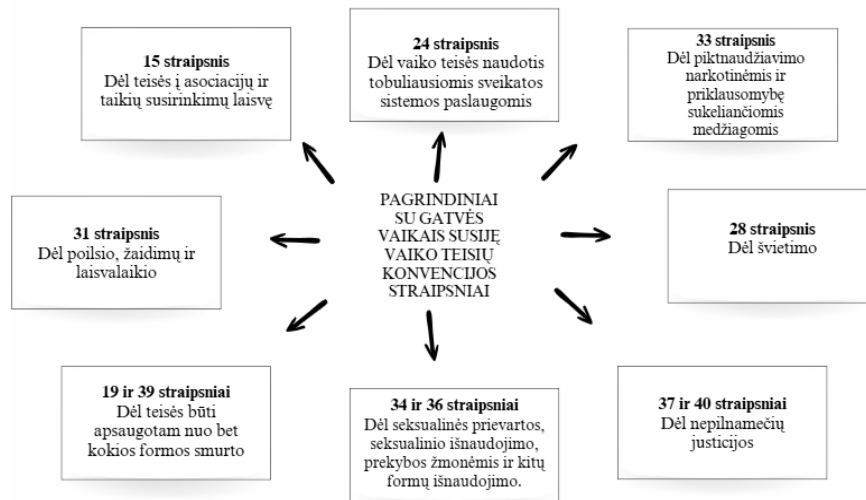 15 straipsnis
Dėl teisės į asociacijų ir
taikių susirinkimų laisvę
24 straipsnis
Dėl vaiko teisės naudotis
tobuliausiomis sveikatos
sistemos paslaugomis
33 straipsnis
Dėl piktnaudžiavimo
narkotinėmis ir
priklausomybę
sukeliančiomis
medžiagomis
31 straipsnis
Dėl poilsio, žaidimų ir
laisvalaikio
PAGRINDINIAI
SU GATVĖS
VAIKAIS SUSIJĘ
VAIKO TEISIŲ
KONVENCIJOS
STRAIPSNIAI
28 straipsnis
Dėl švietimo
19 ir 39 straipsniai
Dėl teisės būti
apsaugotam nuo bet
kokios formos smurto
34 ir 36 straipsniai
Dėl seksualinės prievartos,
seksualinio išnaudojimo,
prekybos žmonėmis ir kitų
formų išnaudojimo.
37 ir 40 straipsniai
Dėl nepilnamečių
justicijos